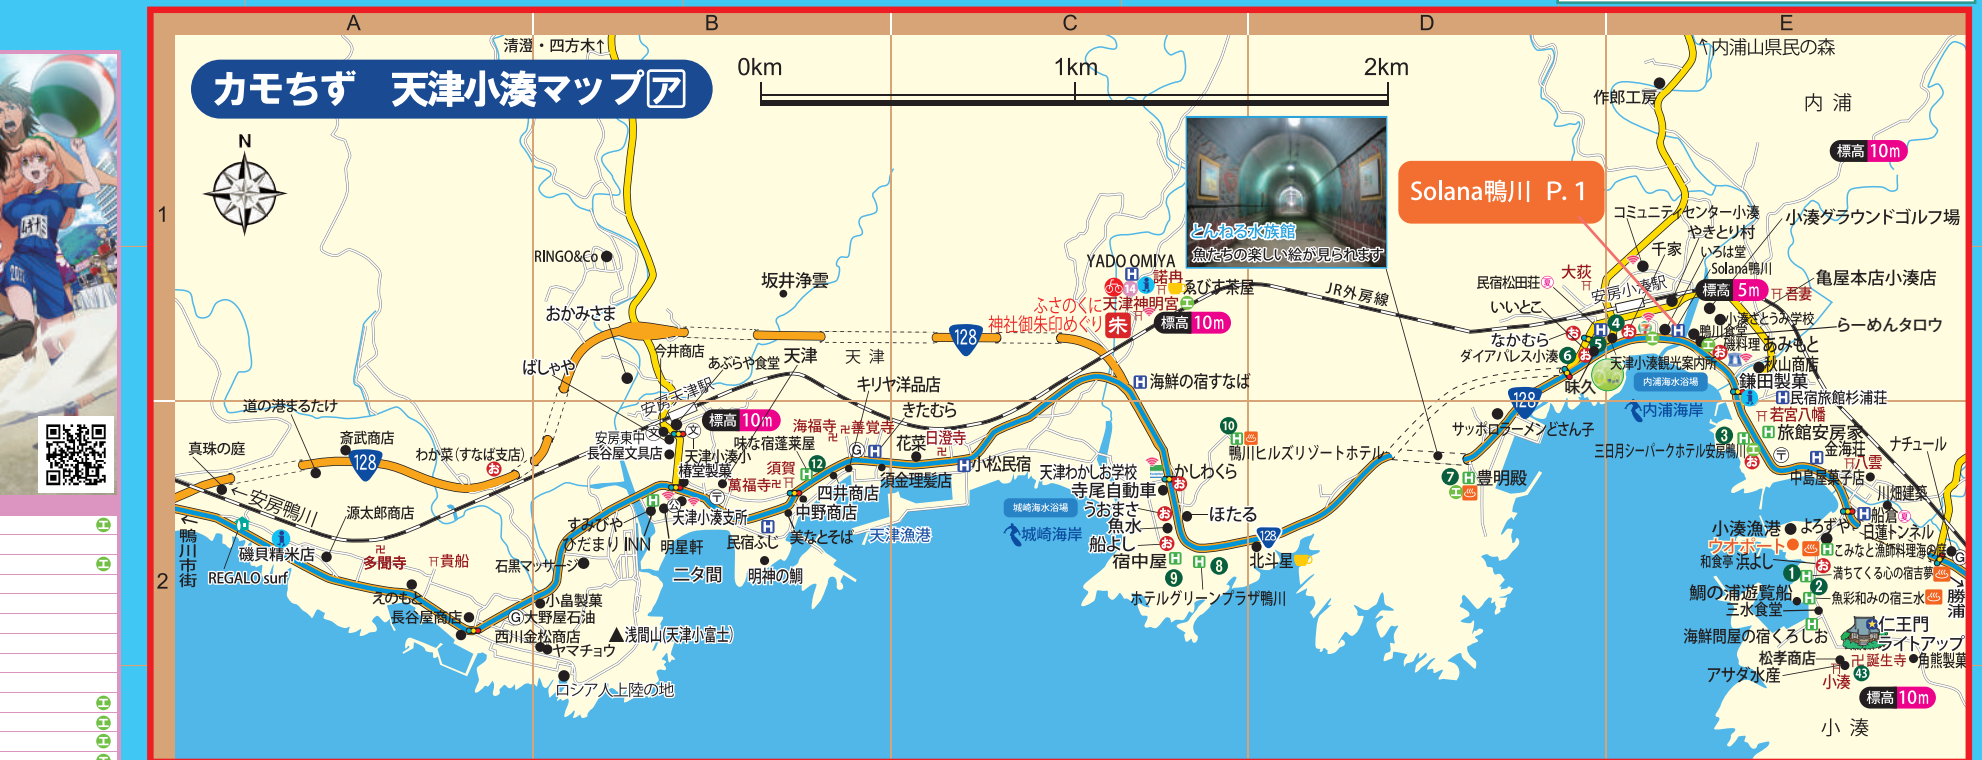 A
B
C
D
E
1
2
カモちず 天津小湊マップ ア
N
0km
1km
2km
清澄・四方木↑
↑内浦山県民の森
作郎工房
内 浦
標高 10m
とんねる水族館
魚たちの楽しい絵が見られます
Solana鴨川 P. 1
コミュニティセンター小湊
小湊グラウンドゴルフ場
やきとり村
千家
いろは堂
Solana鴨川
亀屋本店小湊店
標高 5m
吾妻
大荻
民宿松田荘
安房小湊駅
いいとこ
小湊さとうみ学校
らーめんタロウ
鴨川食堂
磯料理あみもと
なかむら
ダイアパレス小湊
天津小湊観光案内所
秋山商店
味久
内浦海水浴場
内浦海岸
鎌田製菓
民宿旅館杉浦荘
若宮八幡
旅館安房家
RINGO&Co
坂井浄雲
おかみさま
YADO OMIYA
諾冉
ゑびす茶屋
ふさのくに
神社御朱印めぐり
天津神明宮
朱
標高 10m
JR外房線
128
今井商店
あぶらや食堂
天津
天 津
ばしゃや
キリヤ洋品店
海鮮の宿すなば
安房天津駅
標高 10m
きたむら
道の港まるたけ
斎武商店
真珠の庭
わか菜(すなば支店)
128
←安房鴨川
源太郎商店
安房東中
長谷屋文具店
天津小湊小
椿堂製菓
味な宿蓬莱屋
海福寺
善覚寺
花菜
日澄寺
須賀
萬福寺
小松民宿
須金理髪店
四井商店
中野商店
天津小湊支所
美なとそば
天津漁港
すみびや
ひだまり INN
明星軒
民宿ふじ
二タ間
明神の鯛
石黒マッサージ
←鴨川市街
磯貝精米店
REGALO surf
多聞寺
貴船
えのもと
長谷屋商店
小畠製菓
大野屋石油
西川金松商店
ヤマチョウ
▲浅間山(天津小富士)
ロシア人上陸の地
城崎海水浴場
城崎海岸
天津わかしお学校
寺尾自動車
うおまさ
魚水
船よし
宿中屋
かしわくら
ほたる
128
北斗星
ホテルグリーンプラザ鴨川
鴨川ヒルズリゾートホテル
サッポロラーメンどさん子
128
豊明殿
三日月シーパークホテル安房鴨川
金海荘
八雲
ナチュール
中島屋菓子店
川畑建築
船倉
小湊漁港
よろずや
日蓮トンネル
ウオポート
こみなと漁師料理海の庭
和食亭 浜よし
満ちてくる心の宿吉夢
鯛の浦遊覧船
魚彩和みの宿三水
三水食堂
勝浦
海鮮問屋の宿くろしお
仁王門
ライトアップ
松孝商店
誕生寺
角熊製菓
アサダ水産
小湊
標高 10m
小 湊